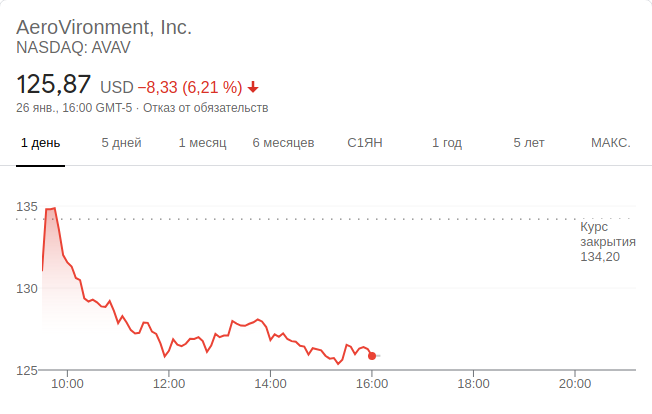 AeroVironment, Inc.
NASDAQ: AVAV
125,87 USD −8,33 (6,21 %)
26 янв., 16:00 GMT-5 · Отказ от обязательств
1 день 5 дней 1 месяц 6 месяцев С1ЯН 1 год 5 лет МАКС.
135
Курс
закрытия
134,20
130
125
10:00 12:00 14:00 16:00 18:00 20:00